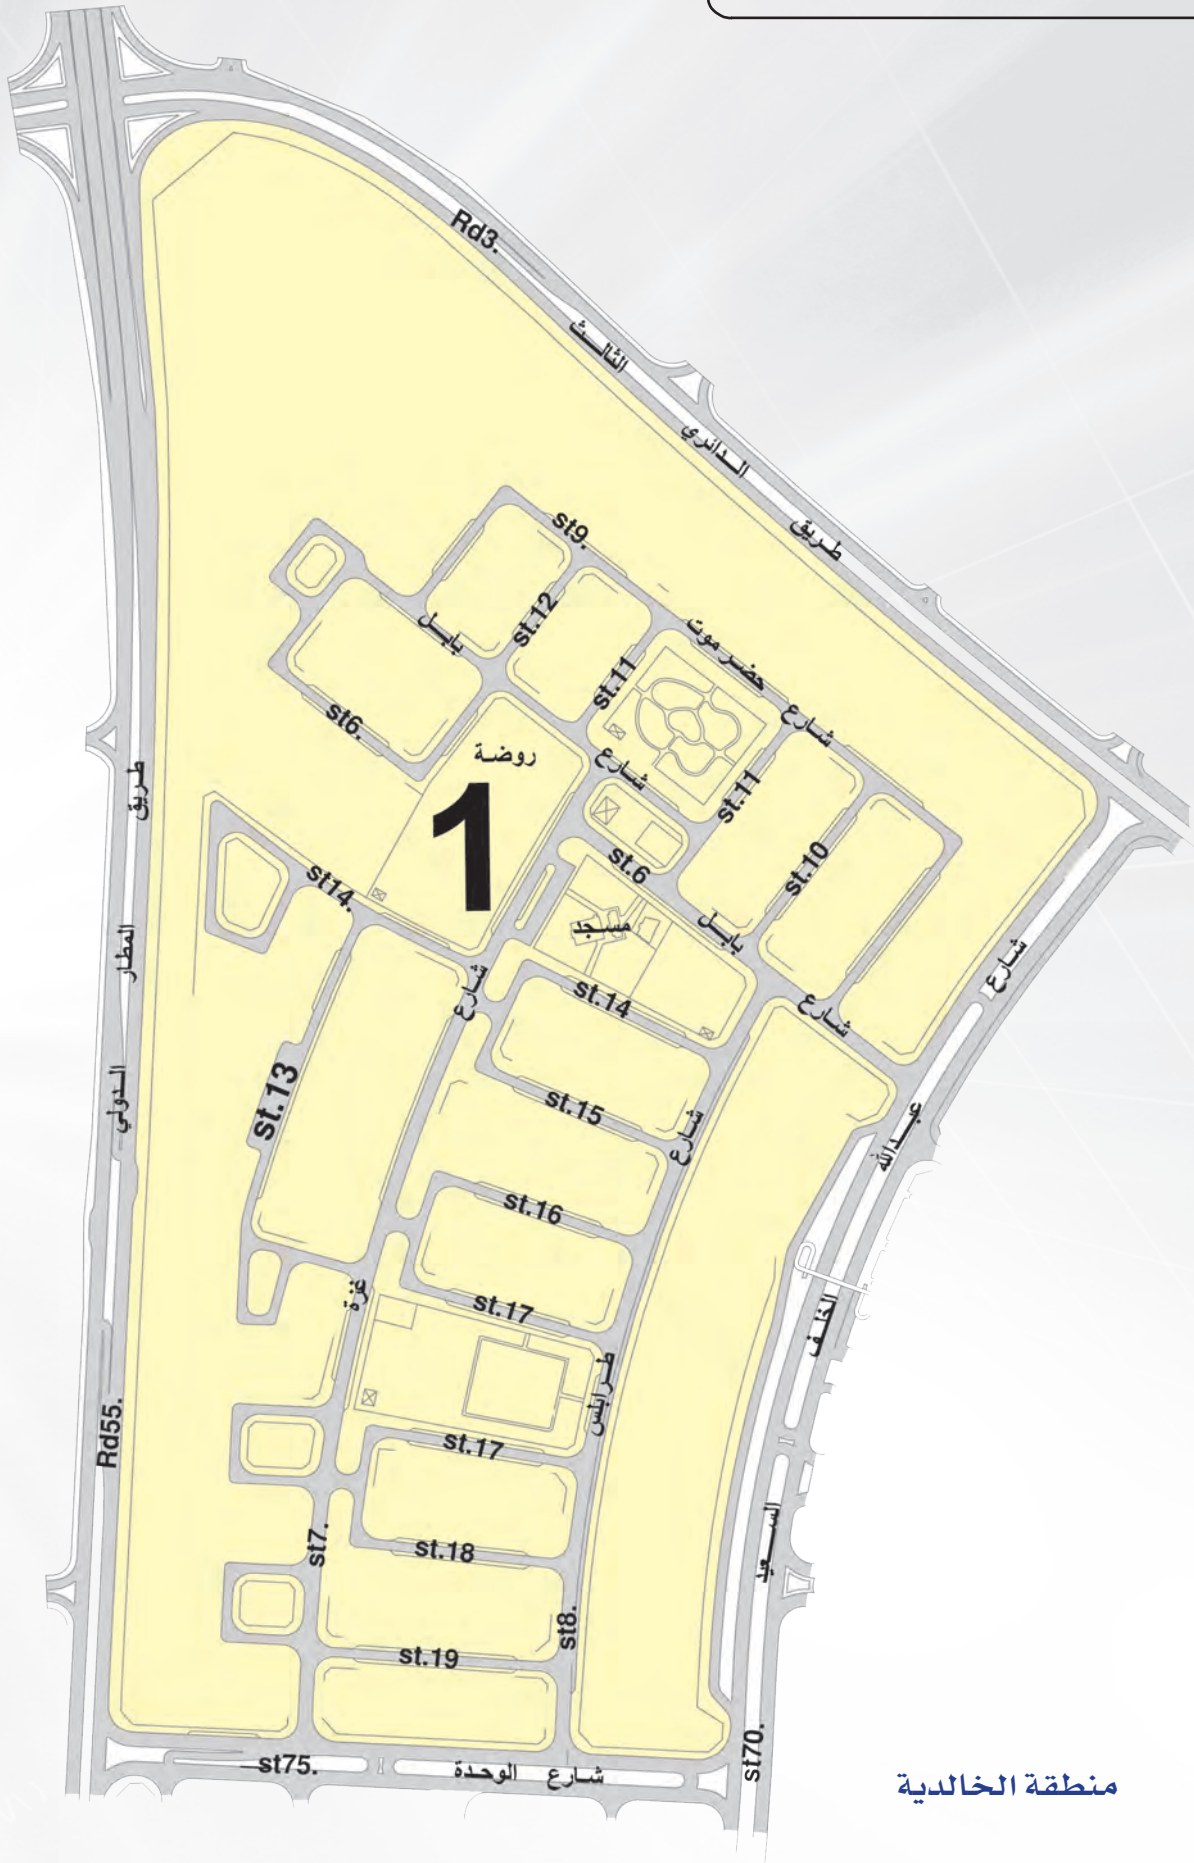 Rd3.
طريق الدائري الثالث
st9.
شارع حضر موت
st.12
بابل
st.11
st6.
شارع
روضة
1
st.11
طريق المطار الدولي
st.10
st.6
st14.
بابل
مسجد
شارع
شارع
st.14
شارع
شارع
عبدالله
الخلف
السعيد
st.13
st.15
شارع
st.16
غزة
st.17
طرابلس
Rd55.
st.17
st7.
st.18
st8.
st.19
st75.
شارع الوحدة
st70.
منطقة الخالدية